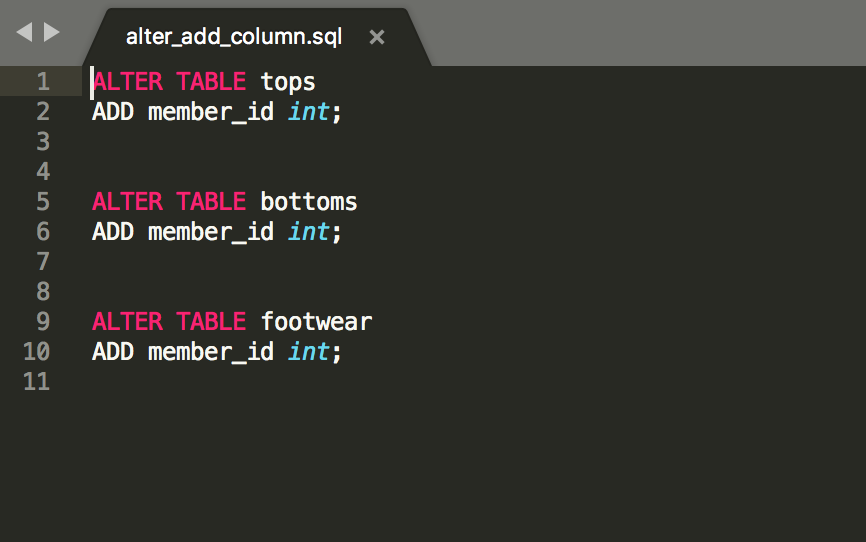 alter_add_column.sql ×
1 ALTER TABLE tops
2 ADD member_id int;
3
4
5 ALTER TABLE bottoms
6 ADD member_id int;
7
8
9 ALTER TABLE footwear
10 ADD member_id int;
11